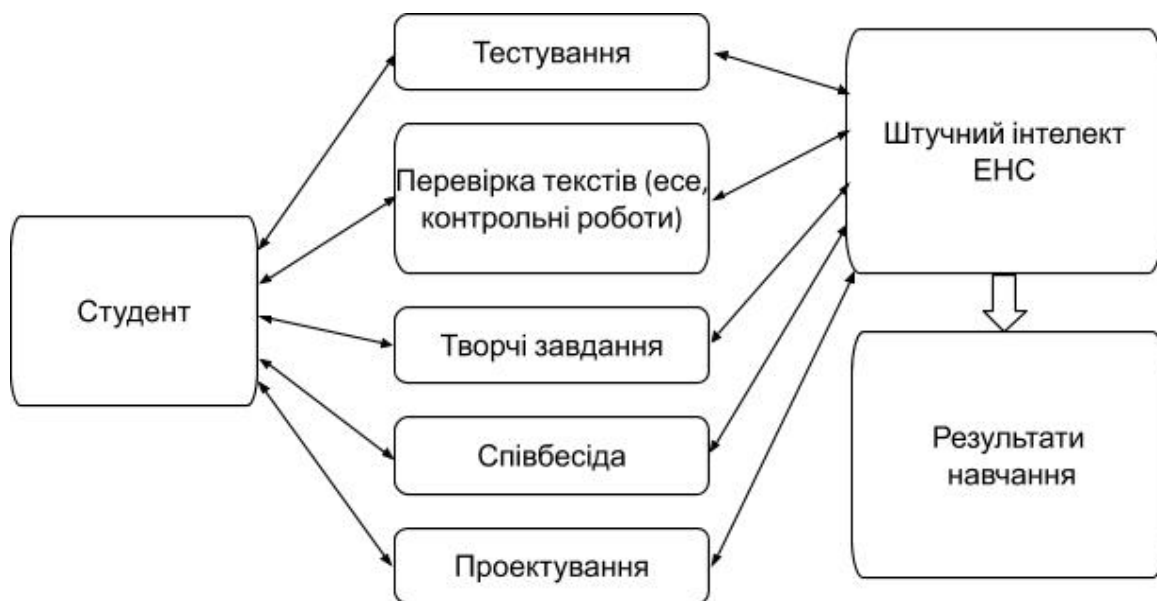 Студент
Тестування
Перевірка текстів (есе,
контрольні роботи)
Творчі завдання
Співбесіда
Проектування
Штучний інтелект
ЕНС
Результати
навчання